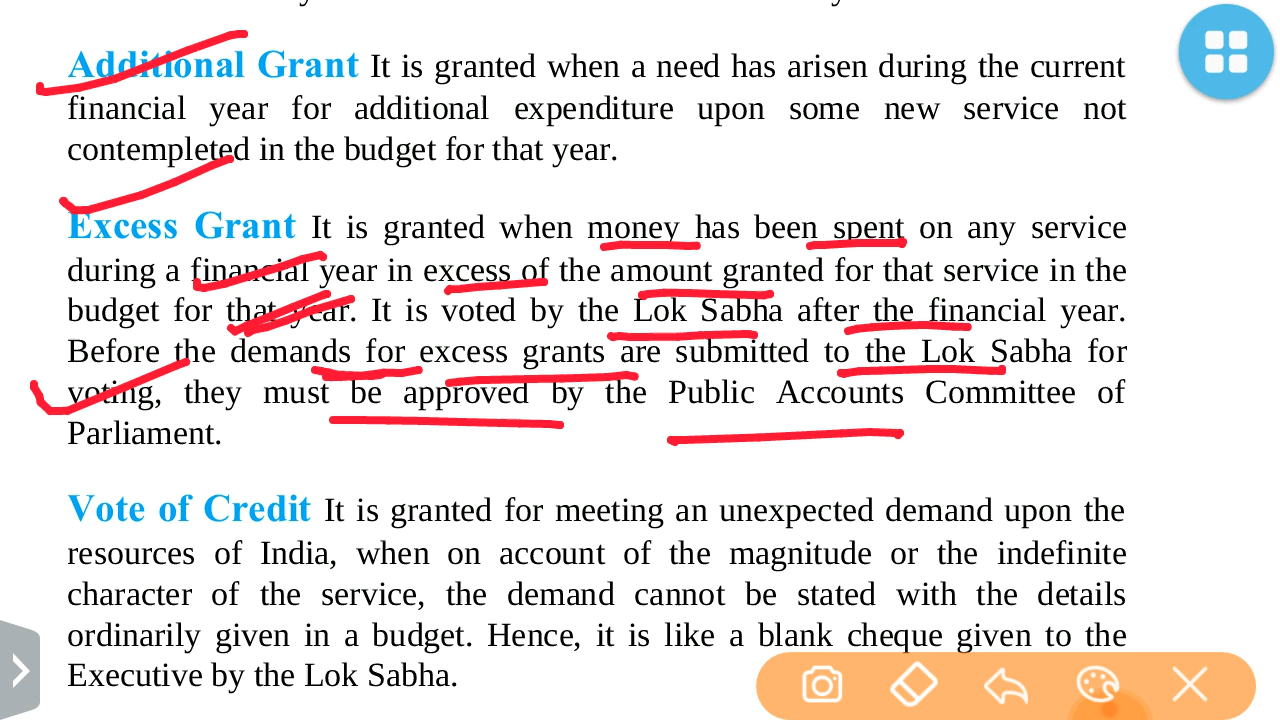 Additional Grant It is granted when a need has arisen during the current
financial year for additional expenditure upon some new service not
contempleted in the budget for that year.
Excess Grant It is granted when money has been spent on any service
during a financial year in excess of the amount granted for that service in the
budget for that year. It is voted by the Lok Sabha after the financial year.
Before the demands for excess grants are submitted to the Lok Sabha for
voting, they must be approved by the Public Accounts Committee of
Parliament.
Vote of Credit It is granted for meeting an unexpected demand upon the
resources of India, when on account of the magnitude or the indefinite
character of the service, the demand cannot be stated with the details
ordinarily given in a budget. Hence, it is like a blank cheque given to the
Executive by the Lok Sabha.